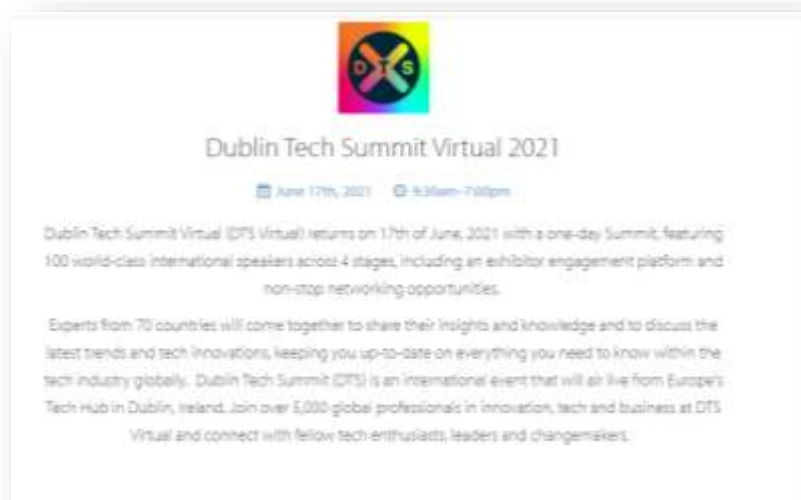 DTS
Dublin Tech Summit Virtual 2021
June 17th, 2021 9:30am-7:00pm
Dublin Tech Summit Virtual (DTS Virtual) returns on 17th of June, 2021 with a one-day Summit, featuring
100 world-class international speakers across 4 stages, including an exhibitor engagement platform and
non-stop networking opportunities.
Experts from 70 countries will come together to share their insights and knowledge and to discuss the
latest trends and tech innovations, keeping you up-to-date on everything you need to know within the
tech industry globally. Dublin Tech Summit (DTS) is an international event that will air live from Europe's
Tech Hub in Dublin, Ireland. Join over 5,000 global professionals in innovation, tech and business at DTS
Virtual and connect with fellow tech enthusiasts, leaders and changemakers.